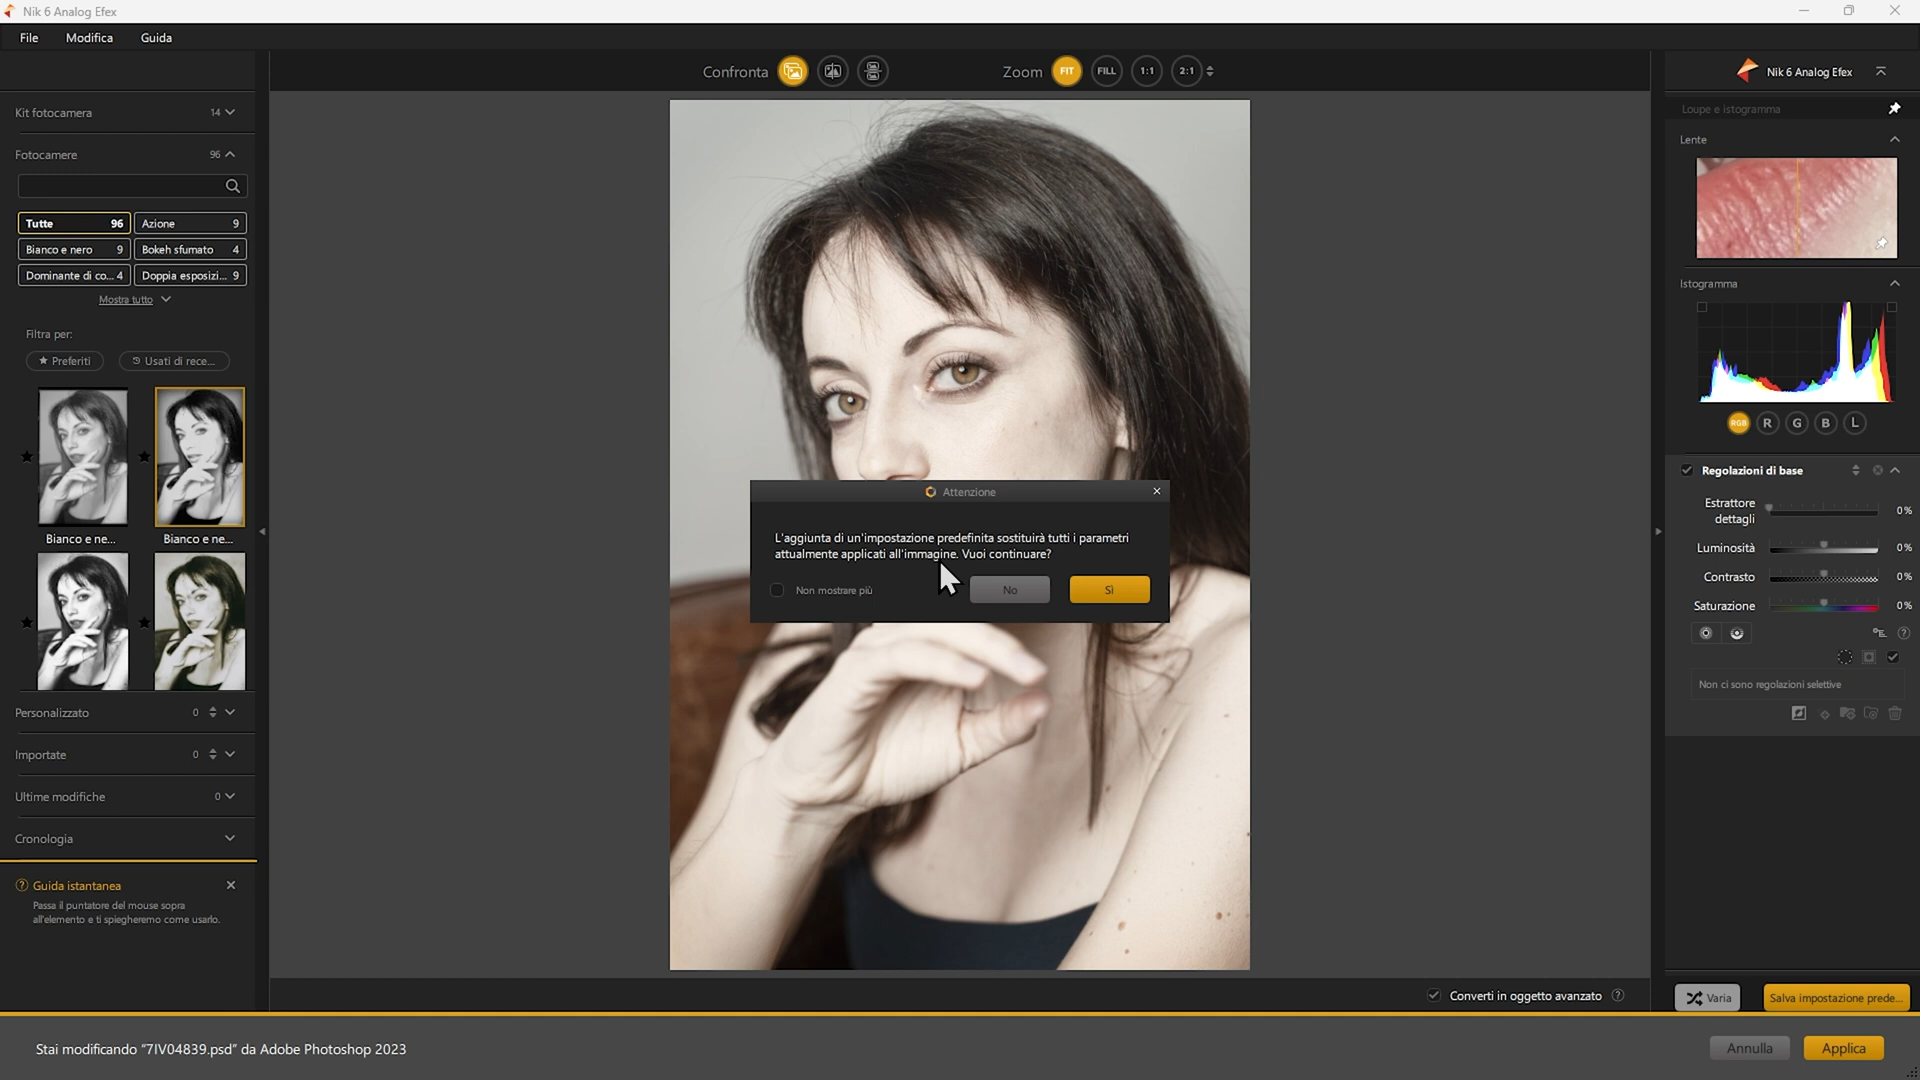 Nik 6 Analog Efex
File Modifica Guida
Confronta
Zoom FIT FILL 1:1 2:1
Nik 6 Analog Efex
Kit fotocamera 14
Fotocamere 96
Tutte 96 Azione 9
Bianco e nero 9 Bokeh sfumato 4
Dominante di co... 4 Doppia esposizi... 9
Mostra tutto
Filtra per:
Preferiti Usati di rece...
Bianco e ne... Bianco e ne...
Personalizzato 0
Importate 0
Ultime modifiche 0
Cronologia
Guida istantanea
Passa il puntatore del mouse sopra
all'elemento e ti spiegheremo come usarlo.
Attenzione
L'aggiunta di un'impostazione predefinita sostituirà tutti i parametri
attualmente applicati all'immagine. Vuoi continuare?
Non mostrare più No Sì
Loupe e istogramma
Lente
Istogramma
RGB R G B L
Regolazioni di base
Estrattore
dettagli 0%
Luminosità 0%
Contrasto 0%
Saturazione 0%
Non ci sono regolazioni selettive
Converti in oggetto avanzato
Varia Salva impostazione prede...
Stai modificando "7IV04839.psd" da Adobe Photoshop 2023
Annulla Applica